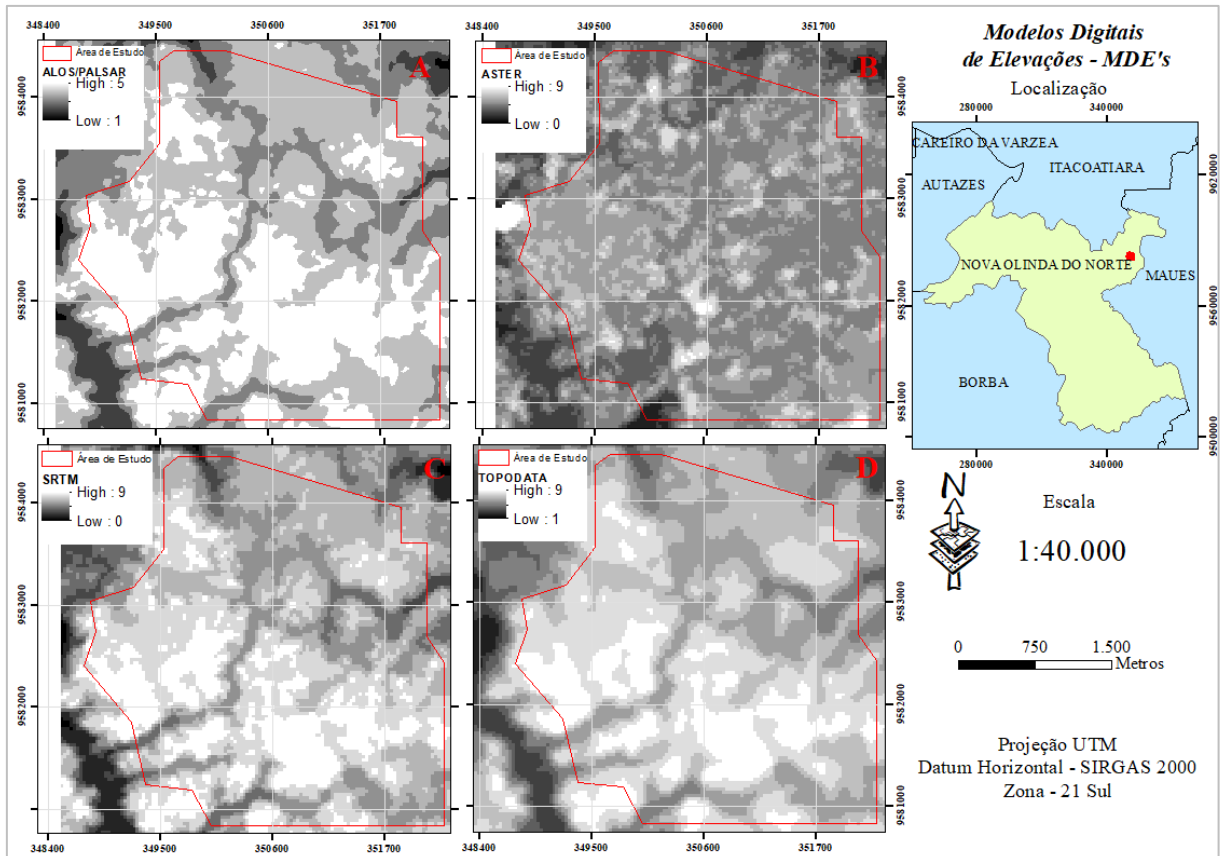 348400 349500 350600 351700
348400 349500 350600 351700
Área de Estudo
ALOS/PALSAR
High : 5
Low : 1
A
9584000
9583000
9582000
9581000
Área de Estudo
ASTER
High : 9
Low : 0
B
9584000
9583000
9582000
9581000
Área de Estudo
SRTM
High : 9
Low : 0
C
9584000
9583000
9582000
9581000
Área de Estudo
TOPODATA
High : 9
Low : 1
D
9584000
9583000
9582000
9581000
348400 349500 350600 351700
348400 349500 350600 351700
Modelos Digitais
de Elevações - MDE's
Localização
280000 340000
CAREIRO DA VARZEA
ITACOATIARA
AUTAZES
NOVA OLINDA DO NORTE
MAUES
BORBA
9620000
9560000
9500000
280000 340000
N
Escala
1:40.000
0 750 1.500
Metros
Projeção UTM
Datum Horizontal - SIRGAS 2000
Zona - 21 Sul